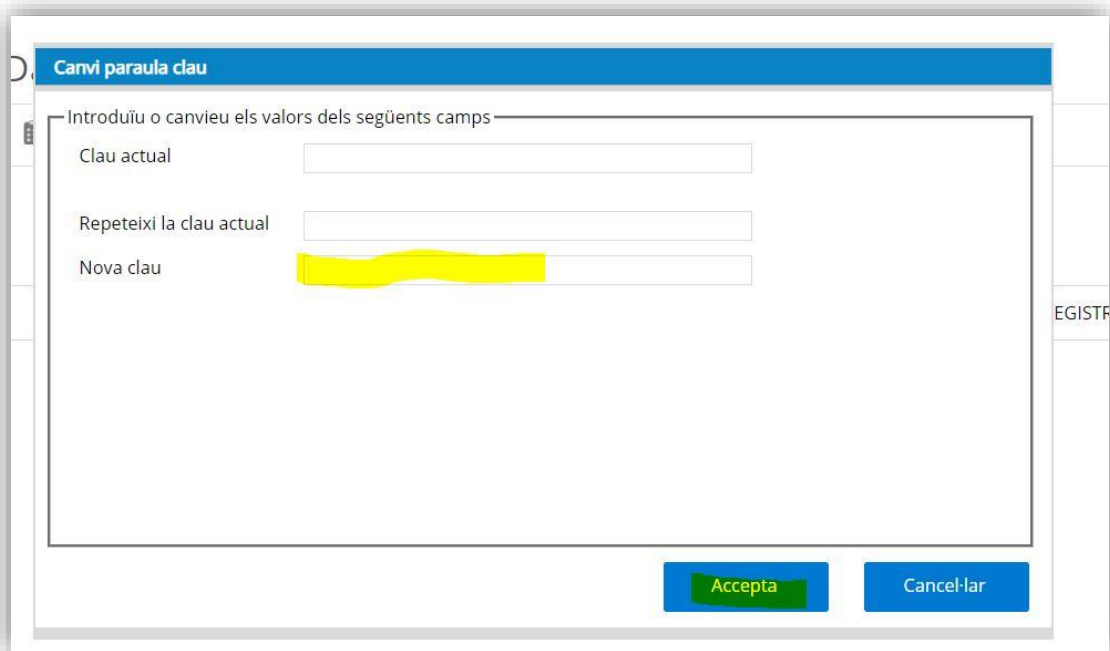 Canvi paraula clau
Introduïu o canvieu els valors dels següents camps
Clau actual
Repeteixi la clau actual
Nova clau
EGISTR
Accepta
Cancel·lar